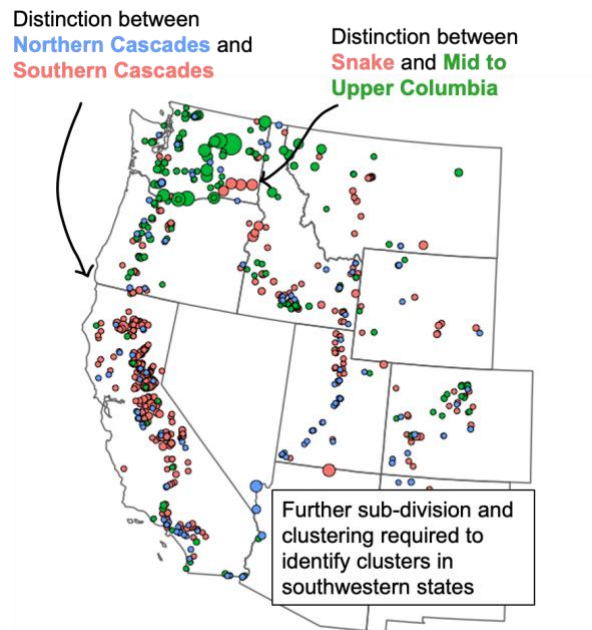 Distinction between
Northern Cascades and
Southern Cascades
Distinction between
Snake and Mid to
Upper Columbia
Further sub-division and
clustering required to
identify clusters in
southwestern states